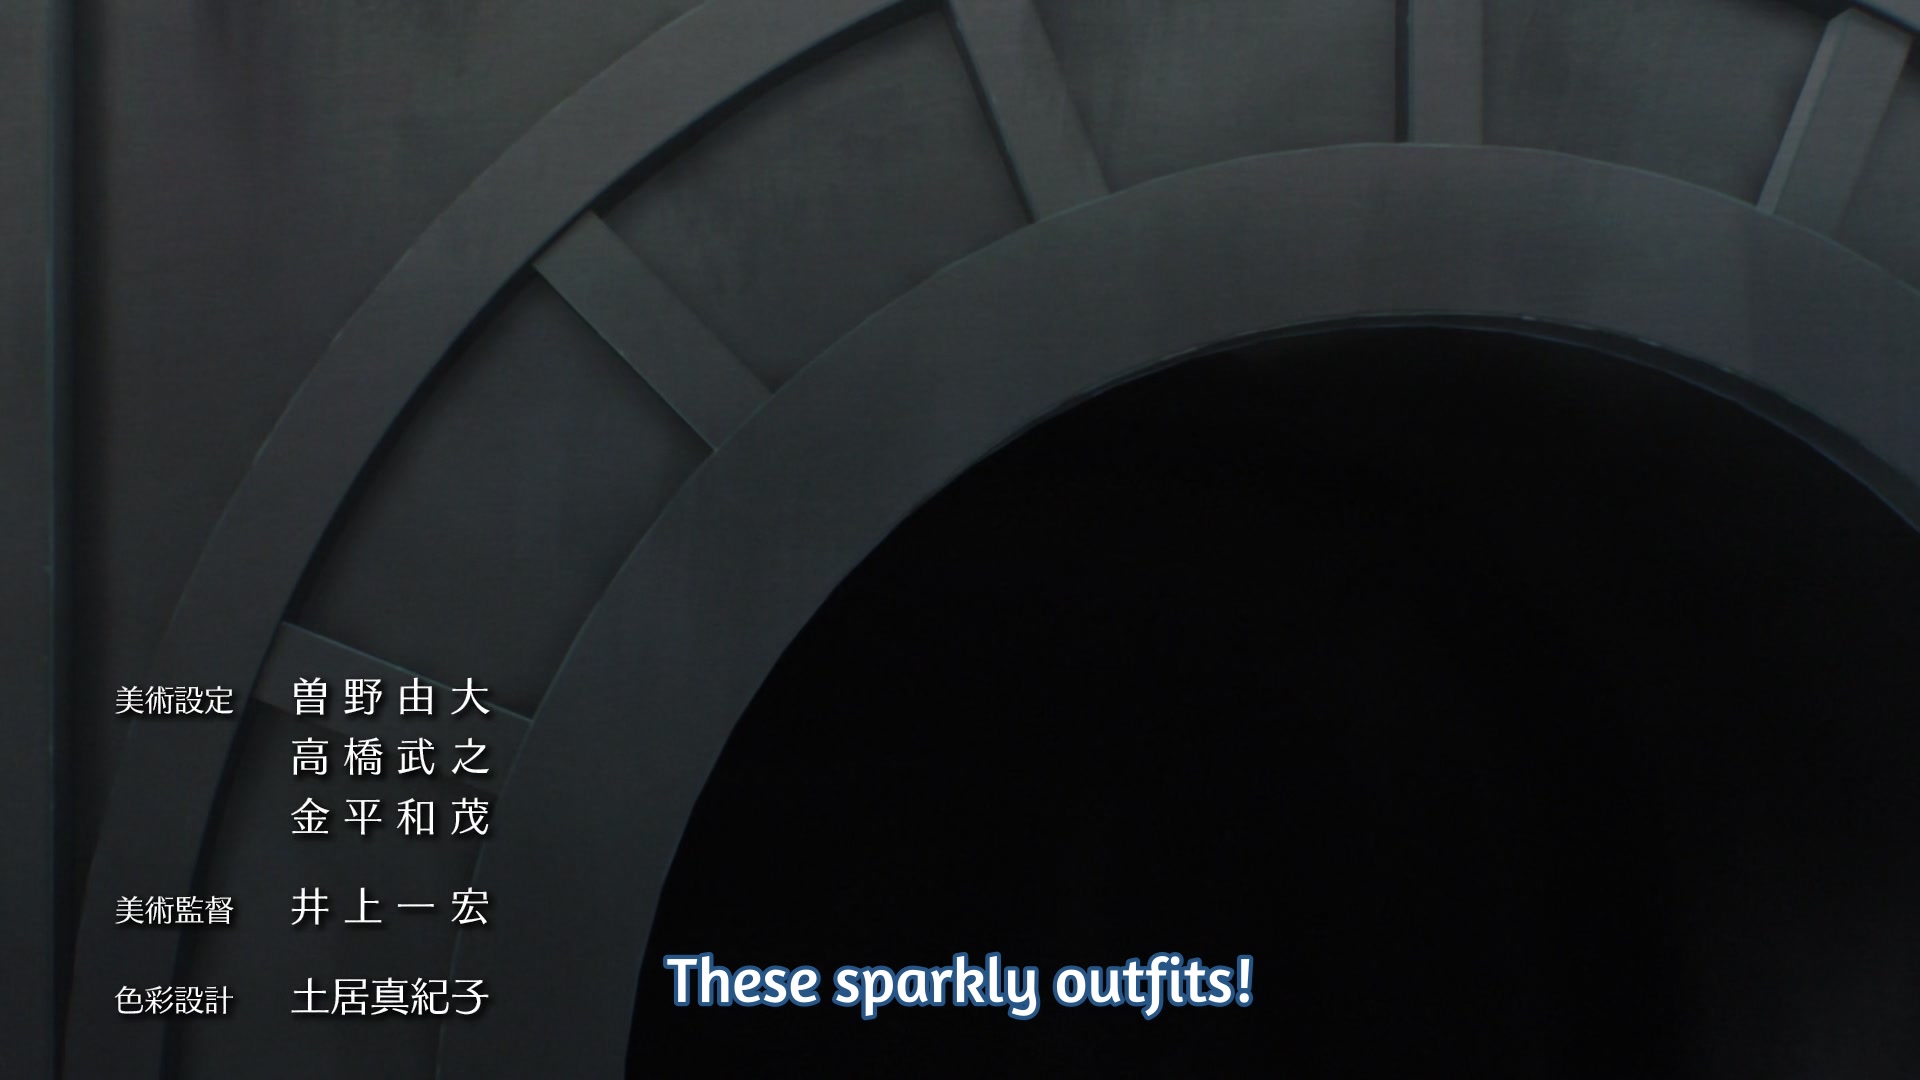 美術設定 曽野由大
高橋武之
金平和茂
美術監督 井上一宏
色彩設計 土居真紀子
These sparkly outfits!